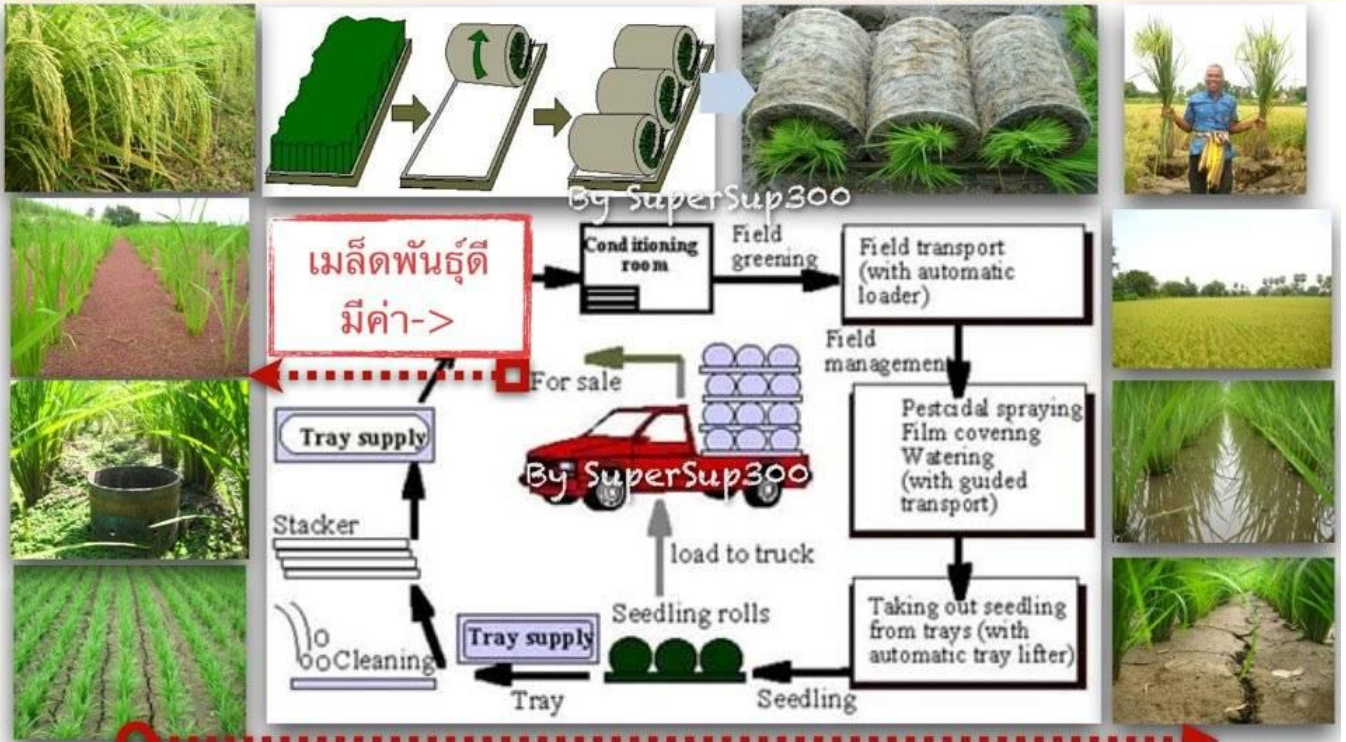 By SuperSup300
เมล็ดพันธุ์ดี
มีค่า->
Conditioning
room
Field
greening
Field transport
(with automatic
loader)
Field
management
Pestcidal spraying
Film covering
Watering
(with guided
transport)
For sale
Tray supply
By SuperSup300
Stacker
load to truck
Seedling rolls
Taking out seedling
from trays (with
automatic tray lifter)
Tray supply
Cleaning
Tray
Seedling